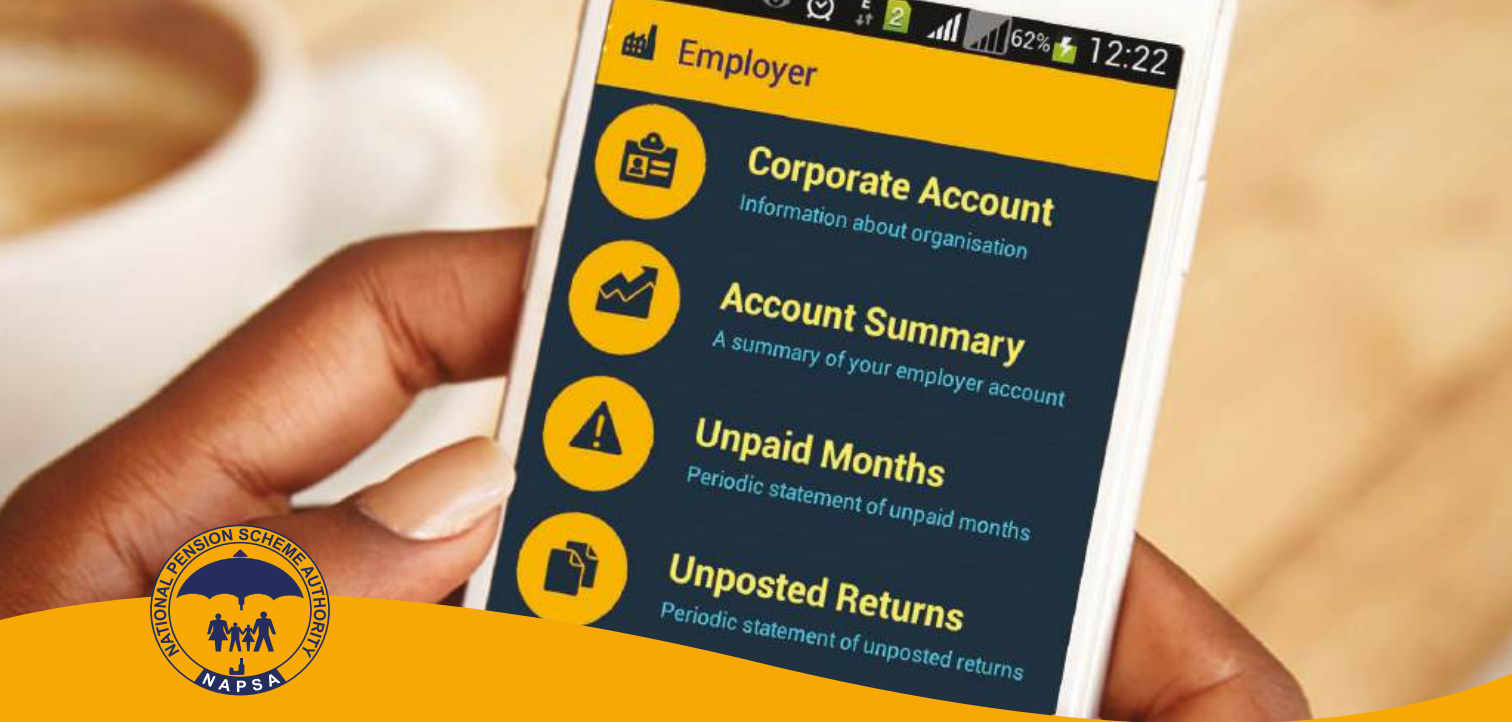 E
2
62%
12:22
Employer
Corporate Account
Information about organisation
Account Summary
A summary of your employer account
Unpaid Months
Periodic statement of unpaid months
Unposted Returns
Periodic statement of unposted returns
NATIONAL PENSION SCHEME AUTHORITY
NAPSA